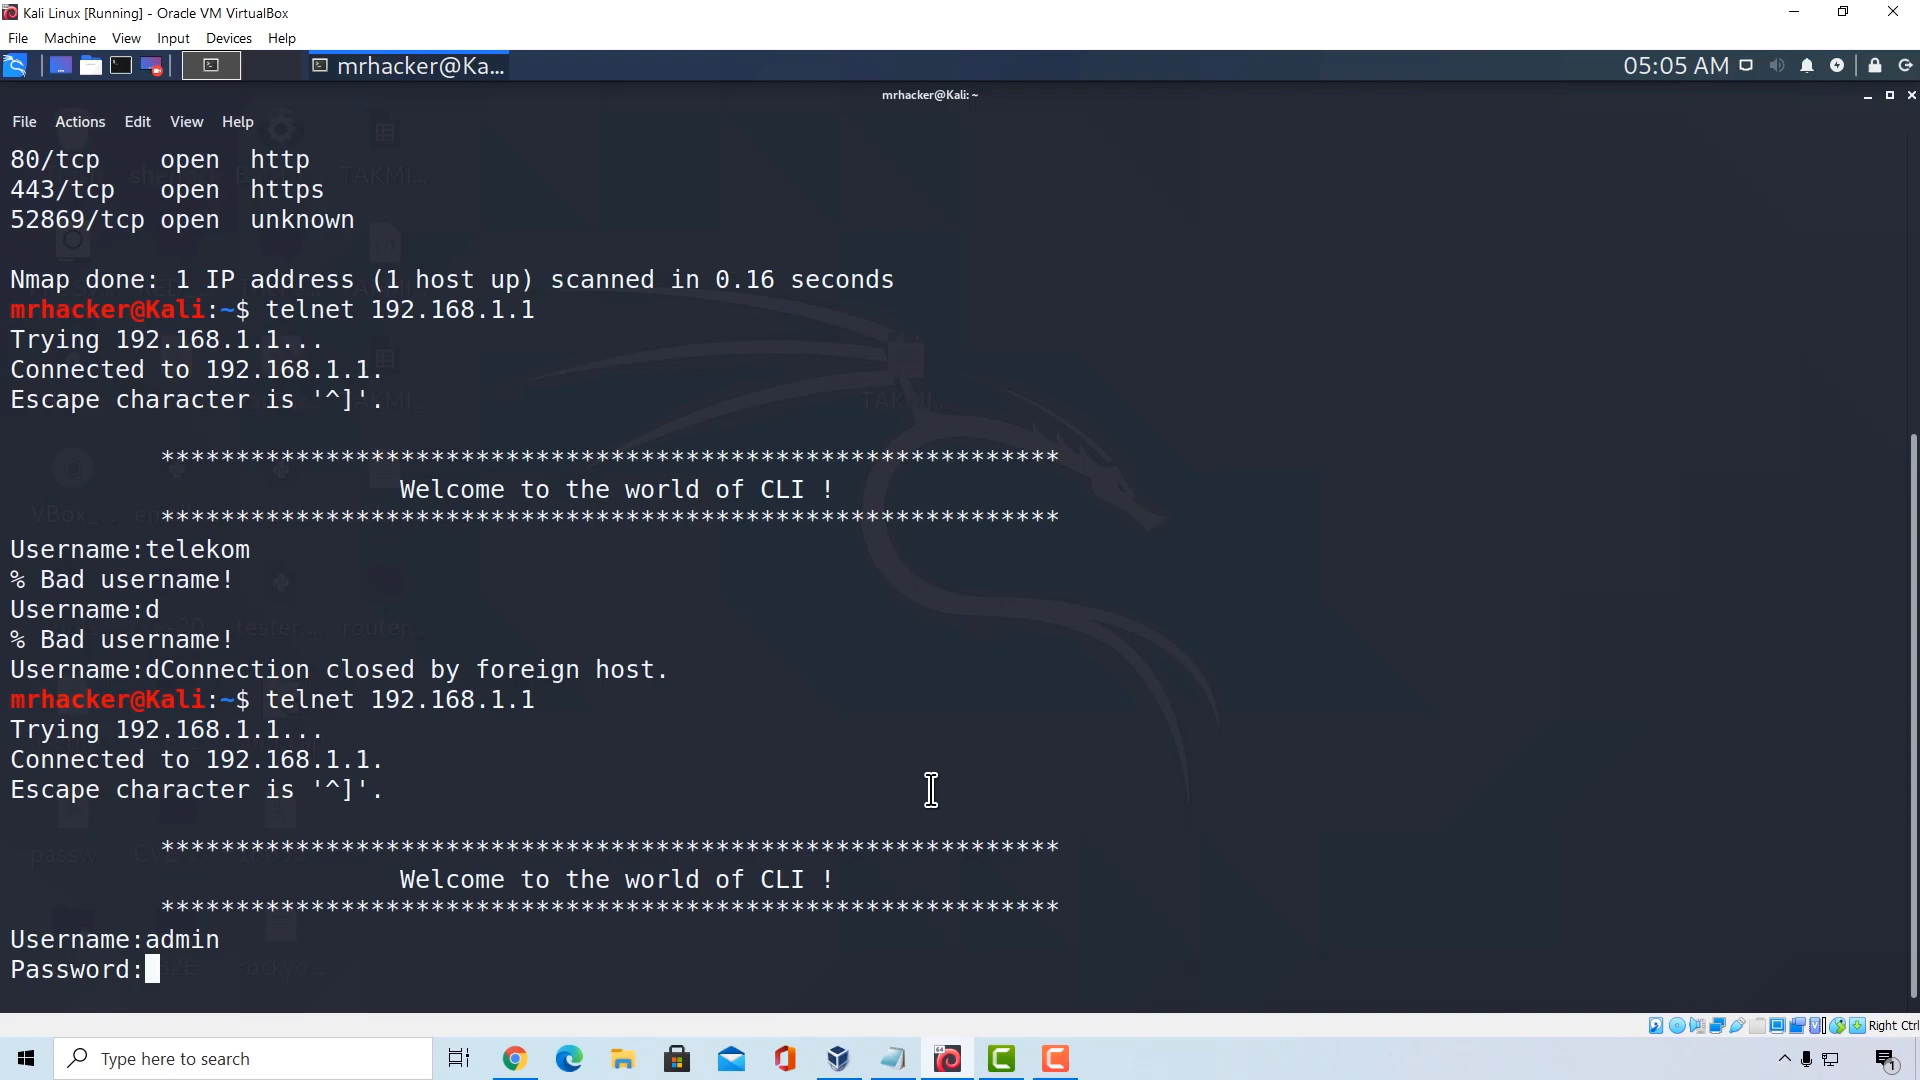 Kali Linux [Running] - Oracle VM VirtualBox
File Machine View Input Devices Help
mrhacker@Ka...
05:05 AM
mrhacker@Kali: ~
File Actions Edit View Help
80/tcp open http
443/tcp open https
52869/tcp open unknown
Nmap done: 1 IP address (1 host up) scanned in 0.16 seconds
mrhacker@Kali:~$ telnet 192.168.1.1
Trying 192.168.1.1...
Connected to 192.168.1.1.
Escape character is '^]'.
************************************************************
Welcome to the world of CLI !
************************************************************
Username:telekom
% Bad username!
Username:d
% Bad username!
Username:dConnection closed by foreign host.
mrhacker@Kali:~$ telnet 192.168.1.1
Trying 192.168.1.1...
Connected to 192.168.1.1.
Escape character is '^]'.
************************************************************
Welcome to the world of CLI !
************************************************************
Username:admin
Password:
Right Ctrl
Type here to search
1